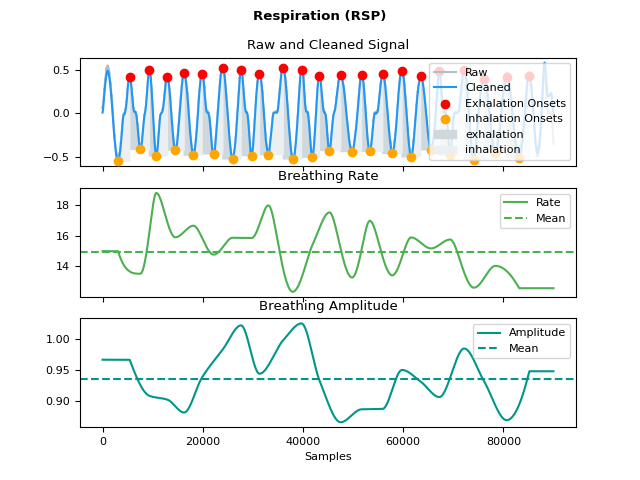 Respiration (RSP)
Raw and Cleaned Signal
0.5
0.0
−0.5
Raw
Cleaned
Exhalation Onsets
Inhalation Onsets
exhalation
inhalation
Breathing Rate
18
16
14
Rate
Mean
Breathing Amplitude
1.00
0.95
0.90
Amplitude
Mean
0 20000 40000 60000 80000
Samples